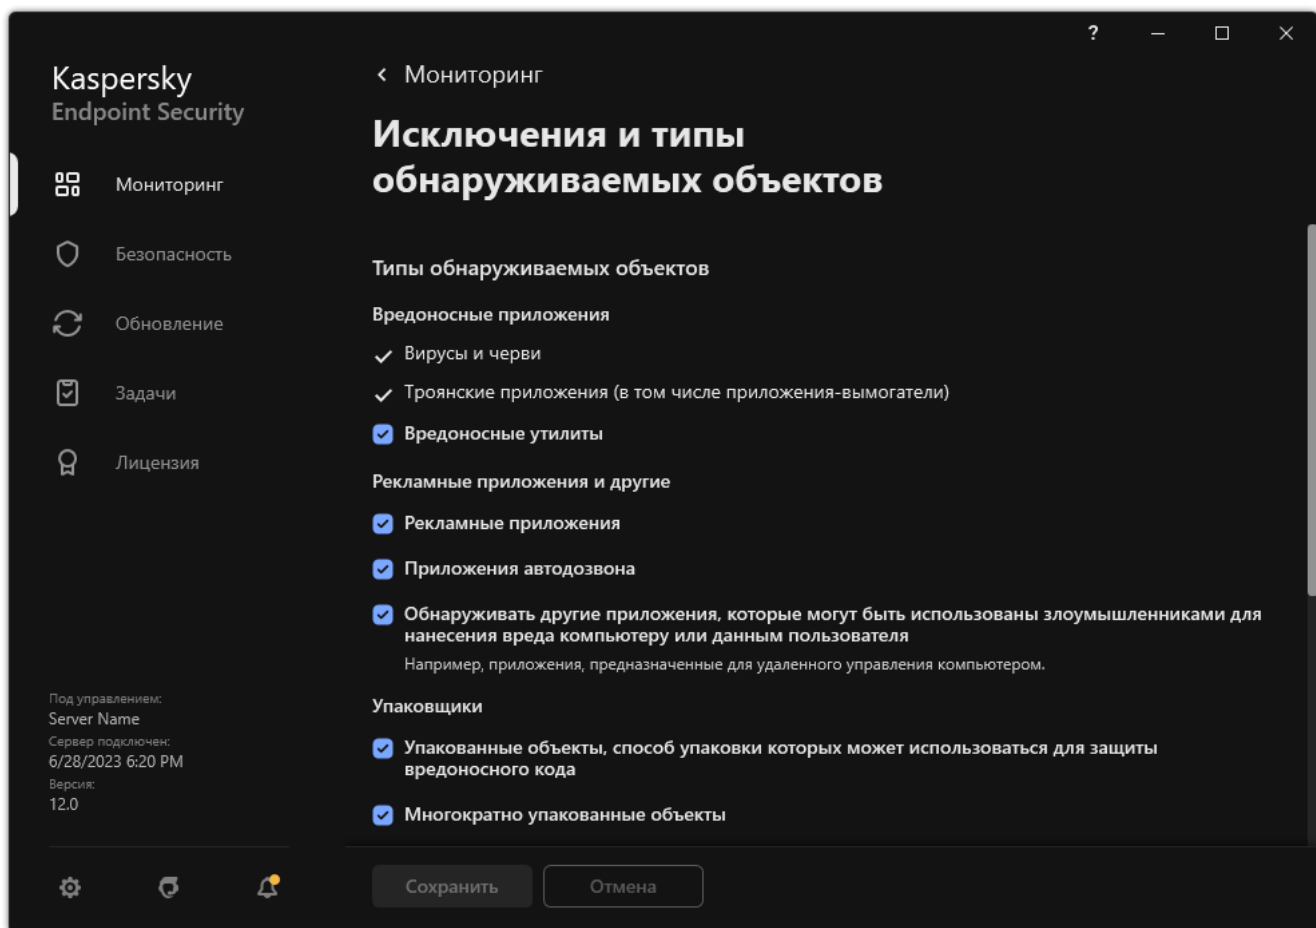 ?
Kaspersky
Endpoint Security
Мониторинг
Безопасность
Обновление
Задачи
Лицензия
Под управлением:
Server Name
Сервер подключен:
6/28/2023 6:20 PM
Версия:
12.0
Мониторинг
Исключения и типы
обнаруживаемых объектов
Типы обнаруживаемых объектов
Вредоносные приложения
Вирусы и черви
Троянские приложения (в том числе приложения-вымогатели)
Вредоносные утилиты
Рекламные приложения и другие
Рекламные приложения
Приложения автодозвона
Обнаруживать другие приложения, которые могут быть использованы злоумышленниками для
нанесения вреда компьютеру или данным пользователя
Например, приложения, предназначенные для удаленного управления компьютером.
Упаковщики
Упакованные объекты, способ упаковки которых может использоваться для защиты
вредоносного кода
Многократно упакованные объекты
Сохранить
Отмена